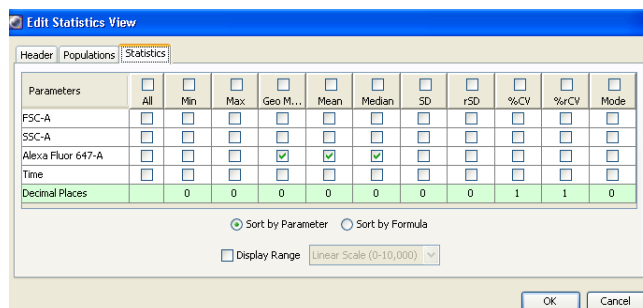 Edit Statistics View
Header Populations Statistics
Parameters All Min Max Geo M... Mean Median SD rSD %CV %rCV Mode
FSC-A
SSC-A
Alexa Fluor 647-A
Time
Decimal Places 0 0 0 0 0 0 0 1 1 0
Sort by Parameter Sort by Formula
Display Range Linear Scale (0-10,000)
OK Cancel